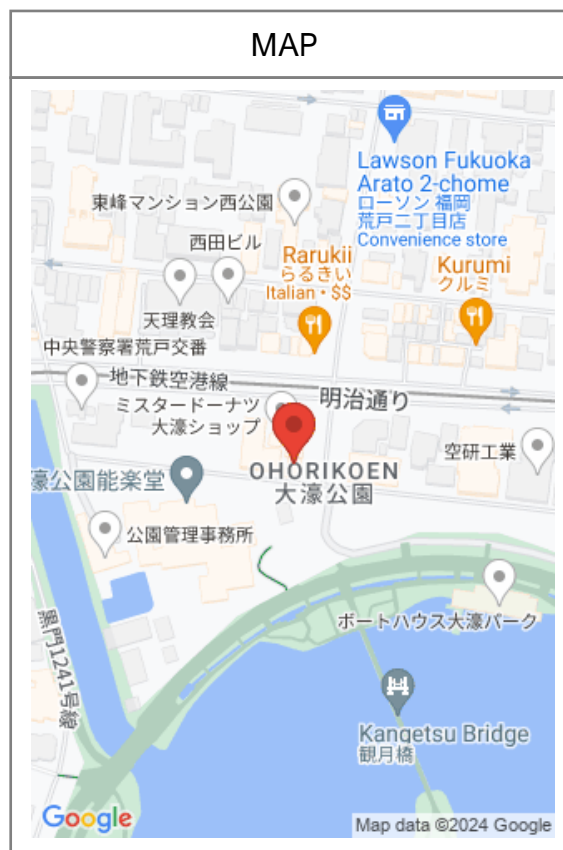 MAP
Lawson Fukuoka
Arato 2-chome
ローソン 福岡
荒戸二丁目店
Convenience store
東峰マンション西公園
西田ビル
Rarukii
らるきい
Italian・$$
Kurumi
クルミ
天理教会
中央警察署荒戸交番
地下鉄空港線
明治通り
ミスタードーナツ
大濠ショップ
空研工業
OHORIKOEN
大濠公園
濠公園能楽堂
公園管理事務所
ボートハウス大濠パーク
黒門1241号線
Kangetsu Bridge
観月橋
Google
Map data ©2024 Google